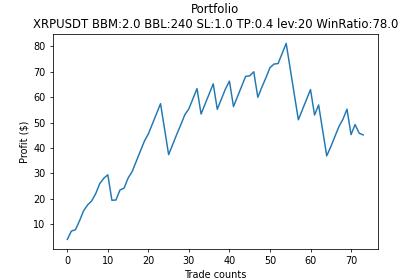 Portfolio
XRPUSDT BBM:2.0 BBL:240 SL:1.0 TP:0.4 lev:20 WinRatio:78.0
80
70
60
50
40
30
20
10
Profit ($)
0 10 20 30 40 50 60 70
Trade counts